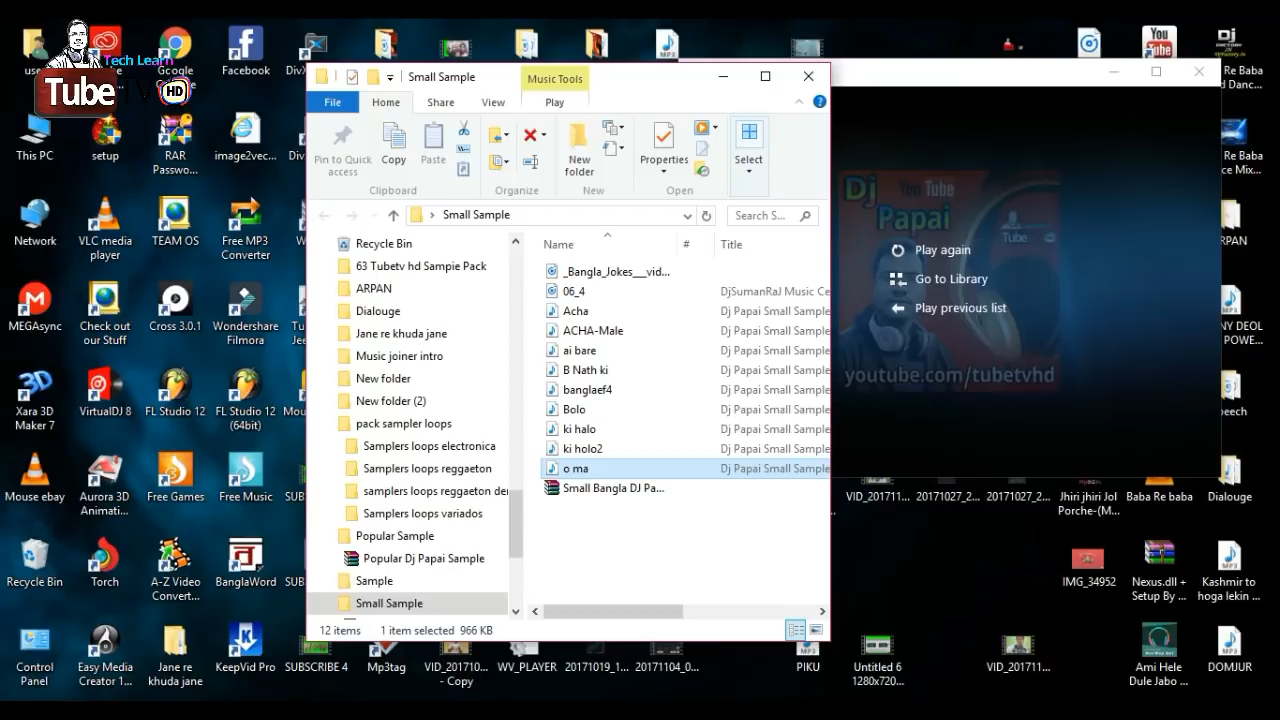 Tech Learn
Tube TV HD
Google Chrome
Facebook
This PC
setup
RAR Passwo...
image2vec...
Network
VLC media player
TEAM OS
Free MP3 Converter
MEGAsync
Check out our Stuff
Cross 3.0.1
Wondershare Filmora
Xara 3D Maker 7
VirtualDJ 8
FL Studio 12
FL Studio 12 (64bit)
Mouse ebay
Aurora 3D Animati...
Free Games
Free Music
Recycle Bin
Torch
A-Z Video Convert...
BanglaWord
Control Panel
Easy Media Creator 1...
Jane re khuda jane
KeepVid Pro
SUBSCRIBE 4
Mp3tag
VID_201710... - Copy
WV_PLAYER
20171019_1...
20171104_0...
Small Sample
Music Tools
File
Home
Share
View
Play
Pin to Quick access
Copy
Paste
New folder
Properties
Select
Clipboard
Organize
New
Open
Small Sample
Search S...
Recycle Bin
63 Tubetv hd Sampie Pack
ARPAN
Dialouge
Jane re khuda jane
Music joiner intro
New folder
New folder (2)
pack sampler loops
Samplers loops electronica
Samplers loops reggaeton
samplers loops reggaeton de
Samplers loops variados
Popular Sample
Popular Dj Papai Sample
Sample
Small Sample
Name
#
Title
_Bangla_Jokes___vid...
06_4 DjSumanRaJ Music Ce
Acha Dj Papai Small Sample
ACHA-Male Dj Papai Small Sample
ai bare Dj Papai Small Sample
B Nath ki Dj Papai Small Sample
banglaef4 Dj Papai Small Sample
Bolo Dj Papai Small Sample
ki halo Dj Papai Small Sample
ki holo2 Dj Papai Small Sample
o ma Dj Papai Small Sample
Small Bangla DJ Pa...
12 items 1 item selected 966 KB
Dj
You Tube
Papai
Tube
Play again
Go to Library
Play previous list
youtube.com/tubetvhd
You Tube
MP3
VID_201711...
20171027_2...
20171027_2...
Jhiri jhiri Jol Porche-(M...
Baba Re baba
Dialouge
IMG_34952
Nexus.dll + Setup By ...
Kashmir to hoga lekin ...
PIKU
Untitled 6 1280x720...
VID_201711...
Ami Hele Dule Jabo ...
DOMJUR